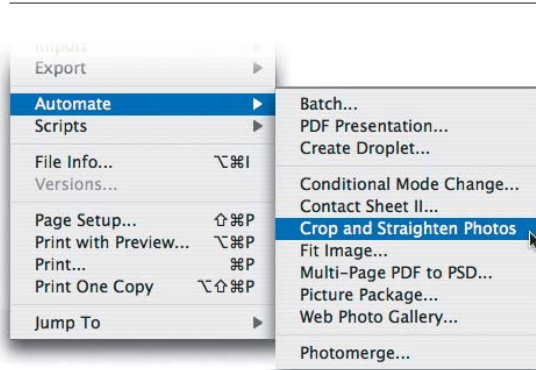 Import
Export
Automate
Scripts
File Info... ⌥⌘I
Versions...
Page Setup... ⇧⌘P
Print with Preview... ⌥⌘P
Print... ⌘P
Print One Copy ⌥⇧⌘P
Jump To
Batch...
PDF Presentation...
Create Droplet...
Conditional Mode Change...
Contact Sheet II...
Crop and Straighten Photos
Fit Image...
Multi-Page PDF to PSD...
Picture Package...
Web Photo Gallery...
Photomerge...